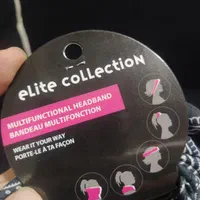 eLite coLLectioN
MULTIFUNCTIONAL HEADBAND
BANDEAU MULTIFONCTION
WEAR IT YOUR WAY
PORTE-LE À TA FAÇON